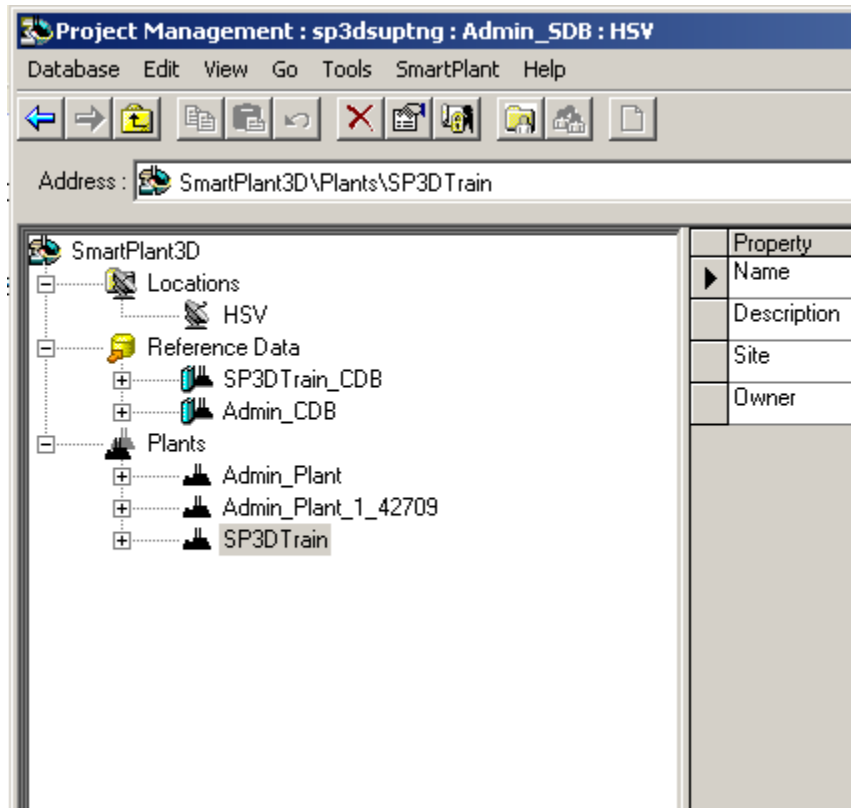 Project Management : sp3dsuptng : Admin_SDB : HSV
Database Edit View Go Tools SmartPlant Help
Address : SmartPlant3D\Plants\SP3DTrain
SmartPlant3D
Locations
HSV
Reference Data
SP3DTrain_CDB
Admin_CDB
Plants
Admin_Plant
Admin_Plant_1_42709
SP3DTrain
Property
Name
Description
Site
Owner